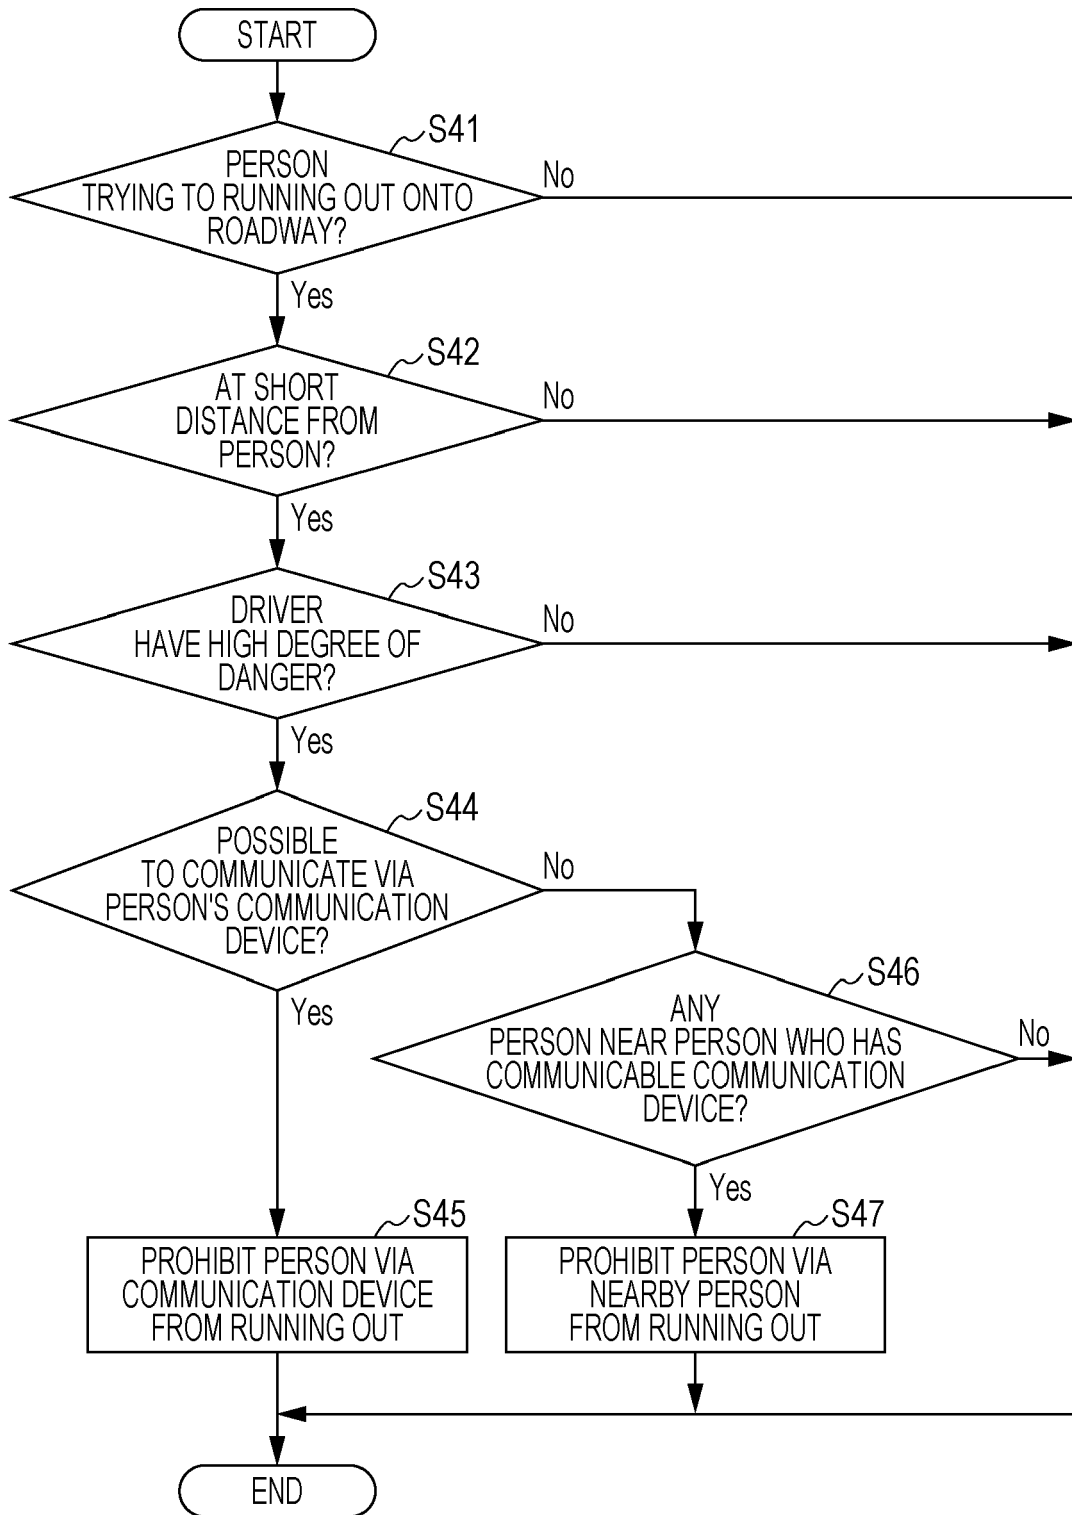 START
S41
PERSON
TRYING TO RUNNING OUT ONTO
ROADWAY?
No
Yes
S42
AT SHORT
DISTANCE FROM
PERSON?
No
Yes
S43
DRIVER
HAVE HIGH DEGREE OF
DANGER?
No
Yes
S44
POSSIBLE
TO COMMUNICATE VIA
PERSON'S COMMUNICATION
DEVICE?
No
Yes
S46
ANY
PERSON NEAR PERSON WHO HAS
COMMUNICABLE COMMUNICATION
DEVICE?
No
Yes
S45
PROHIBIT PERSON VIA
COMMUNICATION DEVICE
FROM RUNNING OUT
S47
PROHIBIT PERSON VIA
NEARBY PERSON
FROM RUNNING OUT
END